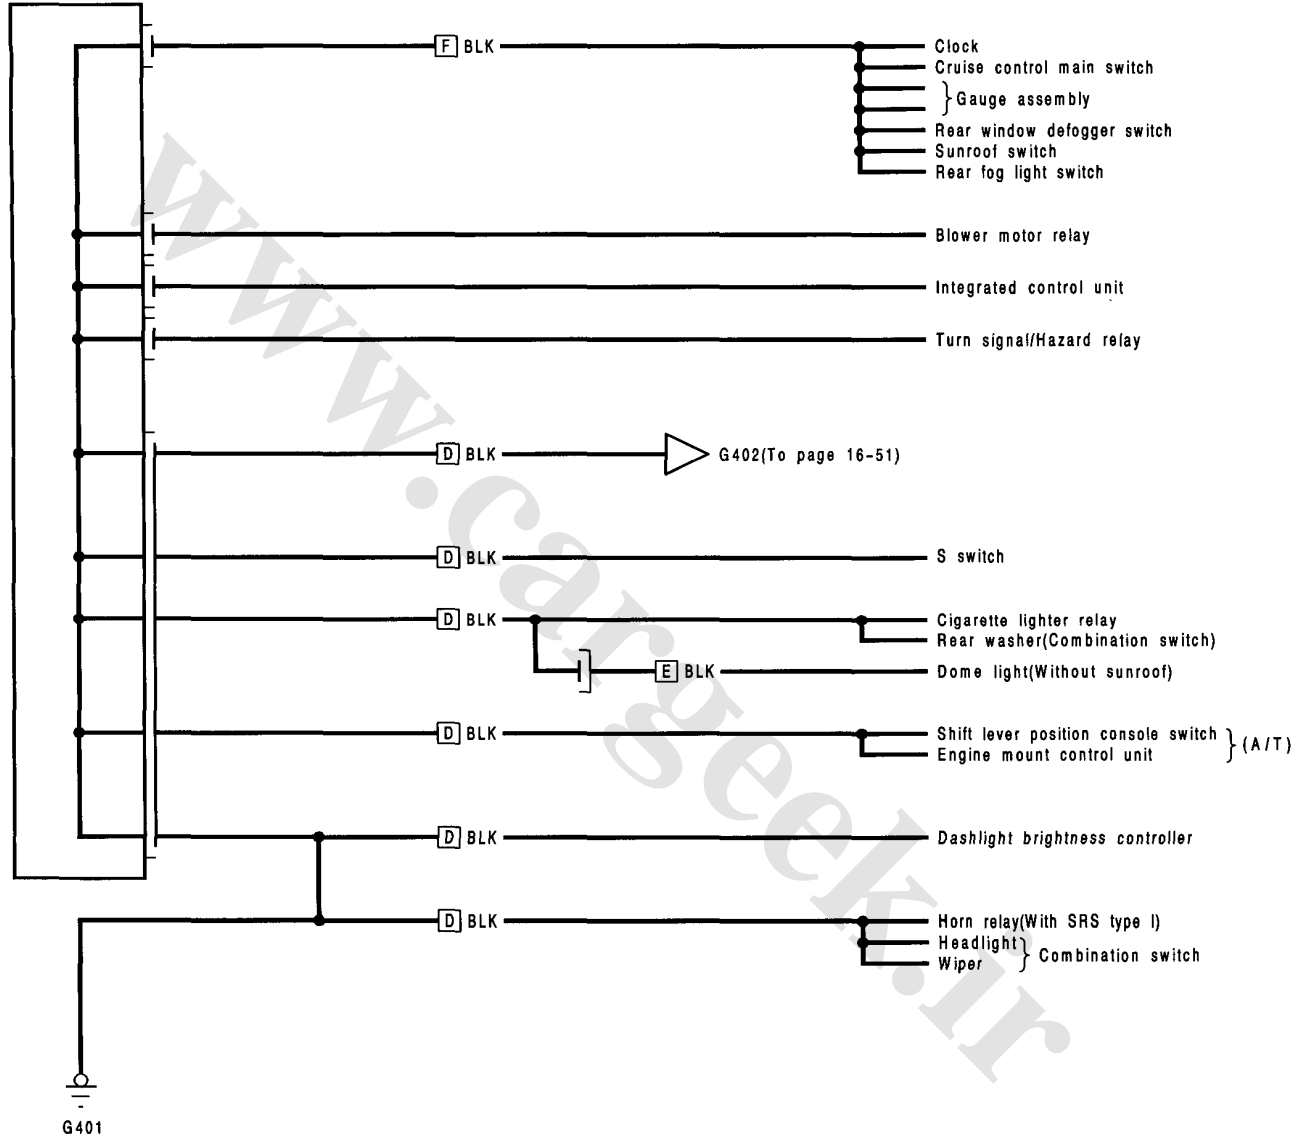 F BLK
Clock
Cruise control main switch
Gauge assembly
Rear window defogger switch
Sunroof switch
Rear fog light switch
Blower motor relay
Integrated control unit
Turn signal/Hazard relay
D BLK
G402(To page 16-51)
D BLK
S switch
D BLK
Cigarette lighter relay
Rear washer(Combination switch)
E BLK
Dome light(Without sunroof)
D BLK
Shift lever position console switch
Engine mount control unit
(A/T)
D BLK
Dashlight brightness controller
D BLK
Horn relay(With SRS type I)
Headlight
Wiper
Combination switch
G401
www.cargeek.ir